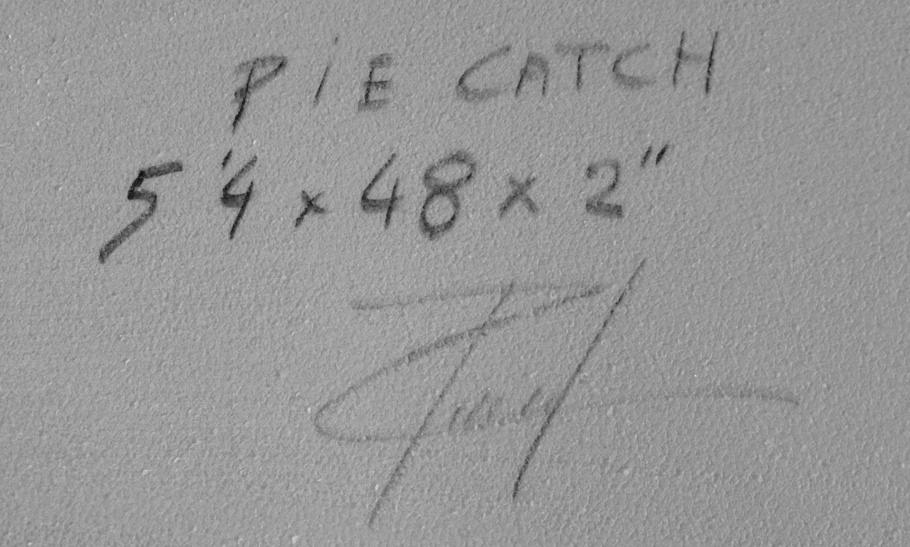 PiE CATCH
5'4 x 48 x 2"